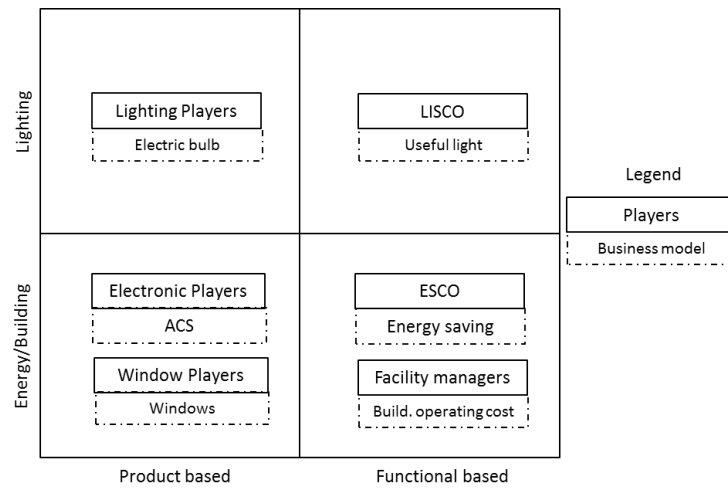 Lighting
Lighting Players
Electric bulb
LISCO
Useful light
Legend
Players
Business model
Energy/Building
Electronic Players
ACS
ESCO
Energy saving
Window Players
Windows
Facility managers
Build. operating cost
Product based
Functional based